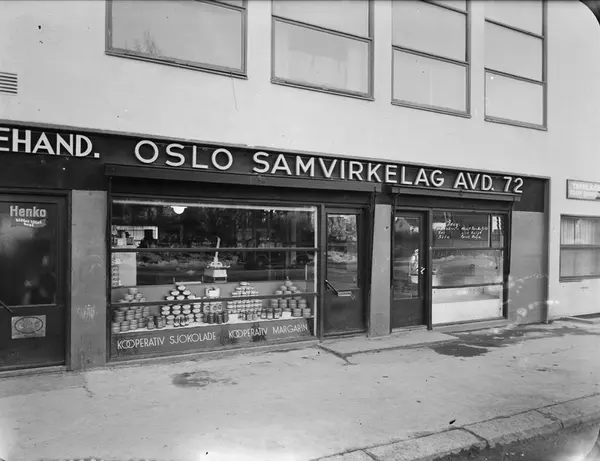 EHAND.
OSLO SAMVIRKELAG AVD. 72
Henko
KOOPERATIV SJOKOLADE
KOOPERATIV MARGARIN